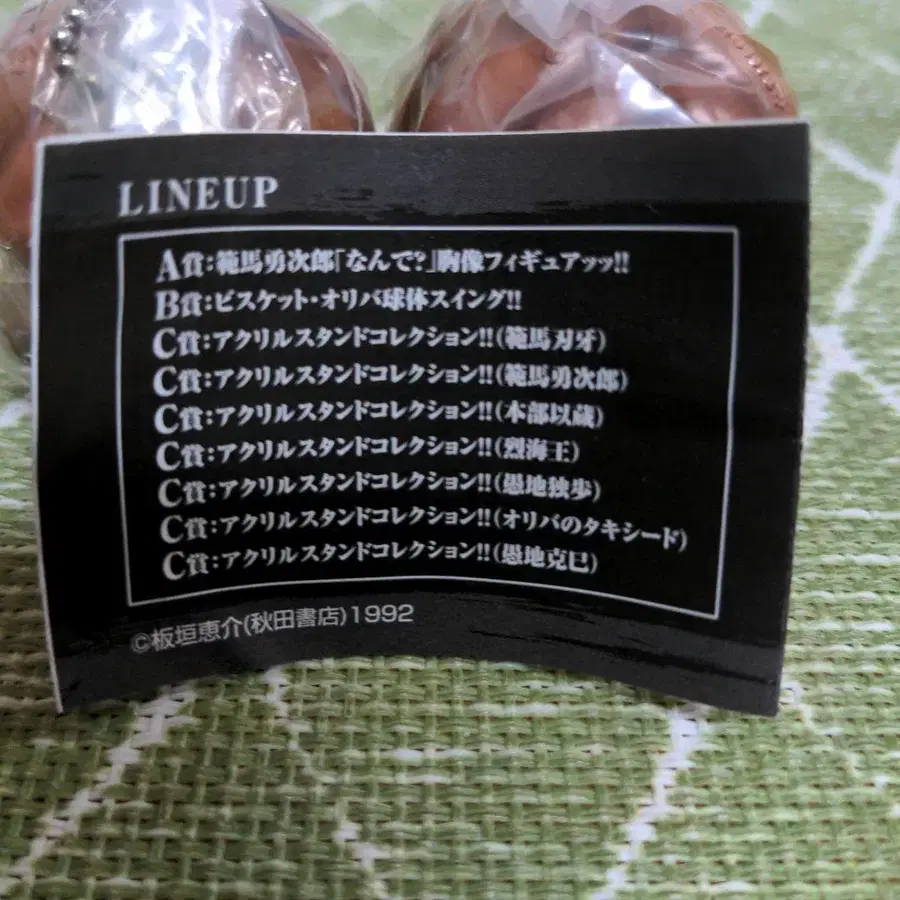 LINEUP
A賞:範馬勇次郎「なんで?」胸像フィギュアッッ!!
B賞:ビスケット・オリバ球体スイング!!
C賞:アクリルスタンドコレクション!!(範馬刃牙)
C賞:アクリルスタンドコレクション!!(範馬勇次郎)
C賞:アクリルスタンドコレクション!!(本部以蔵)
C賞:アクリルスタンドコレクション!!(烈海王)
C賞:アクリルスタンドコレクション!!(愚地独歩)
C賞:アクリルスタンドコレクション!!(オリバのタキシード)
C賞:アクリルスタンドコレクション!!(愚地克巳)
©板垣恵介(秋田書店)1992